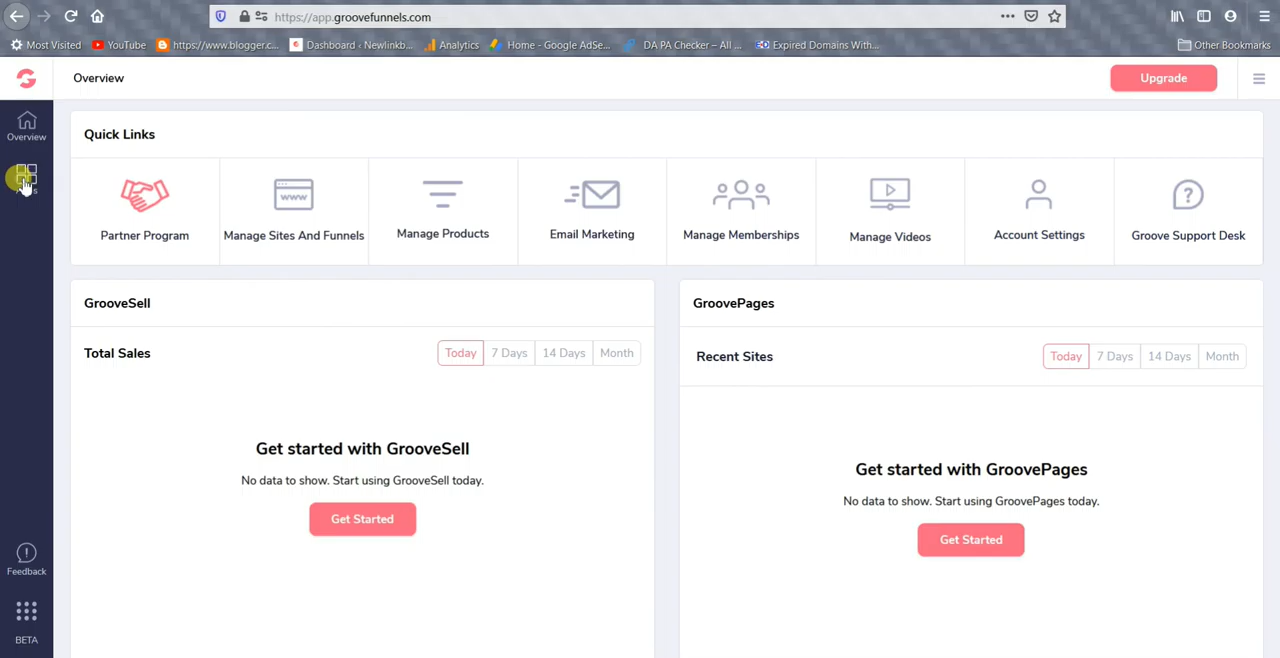 https://app.groovefunnels.com
Most Visited
YouTube
https://www.blogger.c...
Dashboard ‹ Newlinkb...
Analytics
Home - Google AdSe...
DA PA Checker – All ...
Expired Domains With...
Other Bookmarks
Overview
Upgrade
Overview
Quick Links
Partner Program
Manage Sites And Funnels
Manage Products
www
Email Marketing
Manage Memberships
Manage Videos
Account Settings
Groove Support Desk
GrooveSell
Total Sales
Today 7 Days 14 Days Month
Get started with GrooveSell
No data to show. Start using GrooveSell today.
Get Started
GroovePages
Recent Sites
Today 7 Days 14 Days Month
Get started with GroovePages
No data to show. Start using GroovePages today.
Get Started
Feedback
BETA